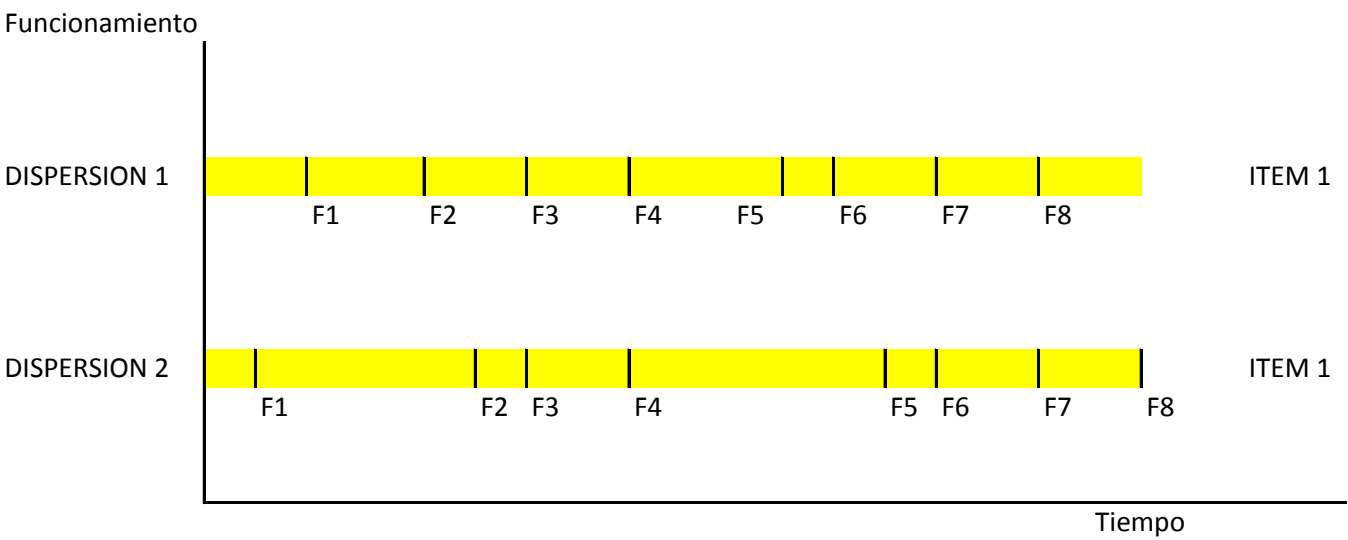 Funcionamiento
DISPERSION 1 ITEM 1
F1 F2 F3 F4 F5 F6 F7 F8
DISPERSION 2 ITEM 1
F1 F2 F3 F4 F5 F6 F7 F8
Tiempo